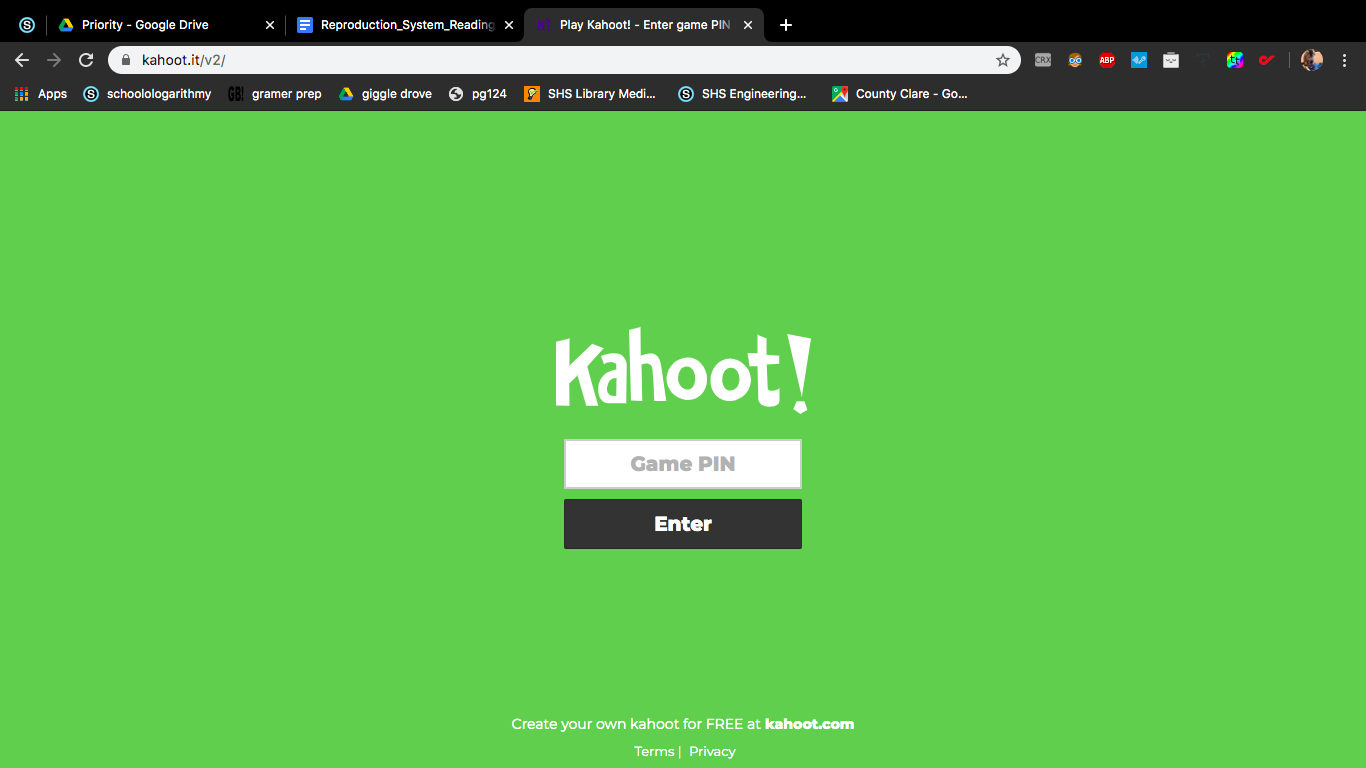 Priority - Google Drive
Reproduction_System_Reading
Play Kahoot! - Enter game PIN
kahoot.it/v2/
CRX
ABP
Apps
schoolologarithmy
GB!
gramer prep
giggle drove
pg124
SHS Library Medi...
SHS Engineering...
County Clare - Go...
Kahoot!
Game PIN
Enter
Create your own kahoot for FREE at kahoot.com
Terms | Privacy